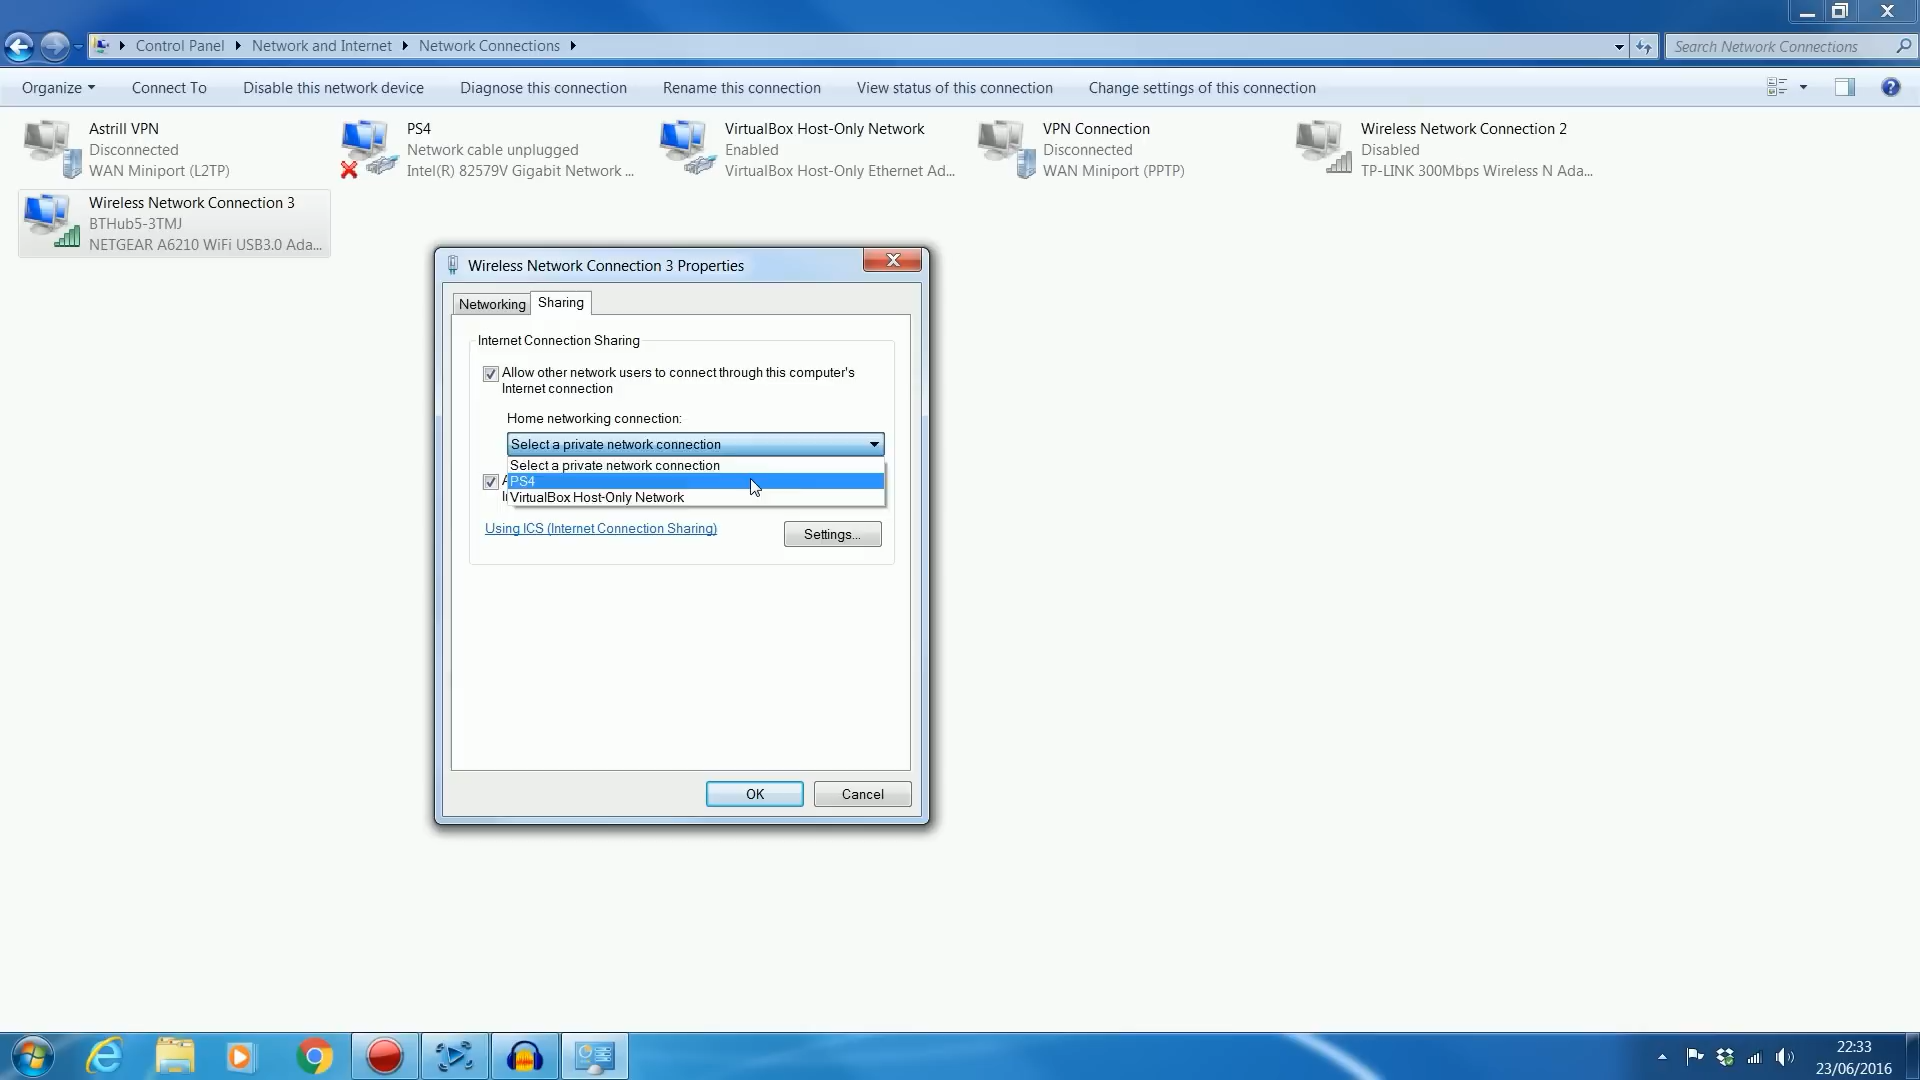 Control Panel Network and Internet Network Connections
Search Network Connections
Organize Connect To Disable this network device Diagnose this connection Rename this connection View status of this connection Change settings of this connection
Astrill VPN
Disconnected
WAN Miniport (L2TP)
PS4
Network cable unplugged
Intel(R) 82579V Gigabit Network ...
VirtualBox Host-Only Network
Enabled
VirtualBox Host-Only Ethernet Ad...
VPN Connection
Disconnected
WAN Miniport (PPTP)
Wireless Network Connection 2
Disabled
TP-LINK 300Mbps Wireless N Ada...
Wireless Network Connection 3
BTHub5-3TMJ
NETGEAR A6210 WiFi USB3.0 Ada...
Wireless Network Connection 3 Properties
Networking Sharing
Internet Connection Sharing
Allow other network users to connect through this computer's
Internet connection
Home networking connection:
Select a private network connection
Select a private network connection
PS4
VirtualBox Host-Only Network
Using ICS (Internet Connection Sharing)
Settings...
OK Cancel
22:33
23/06/2016